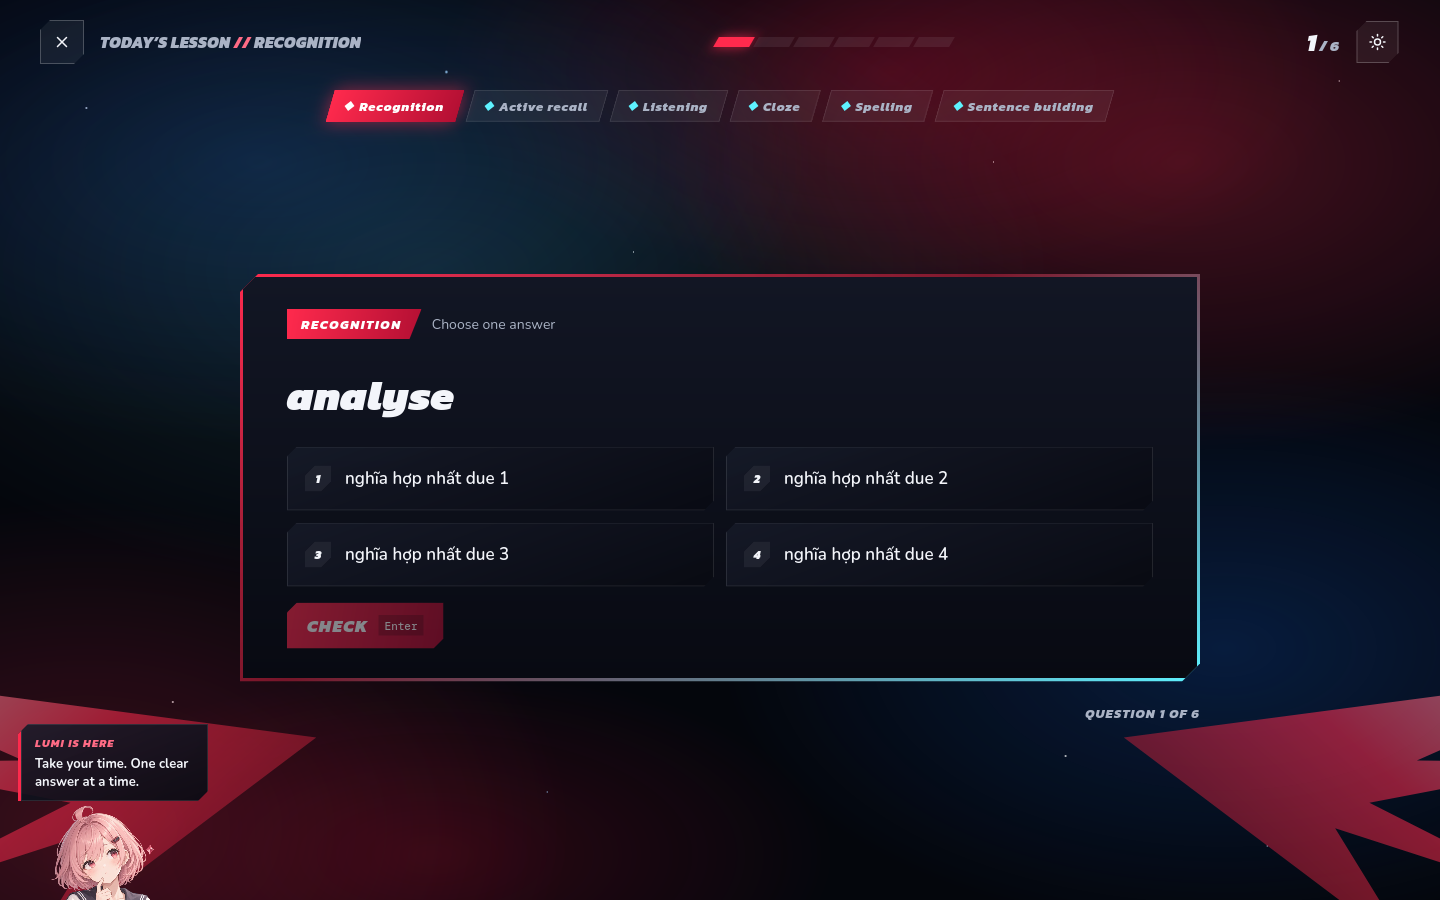 TODAY'S LESSON // RECOGNITION
1 / 6
Recognition
Active recall
Listening
Cloze
Spelling
Sentence building
RECOGNITION
Choose one answer
analyse
1 nghĩa hợp nhất due 1
2 nghĩa hợp nhất due 2
3 nghĩa hợp nhất due 3
4 nghĩa hợp nhất due 4
CHECK Enter
QUESTION 1 OF 6
LUMI IS HERE
Take your time. One clear
answer at a time.